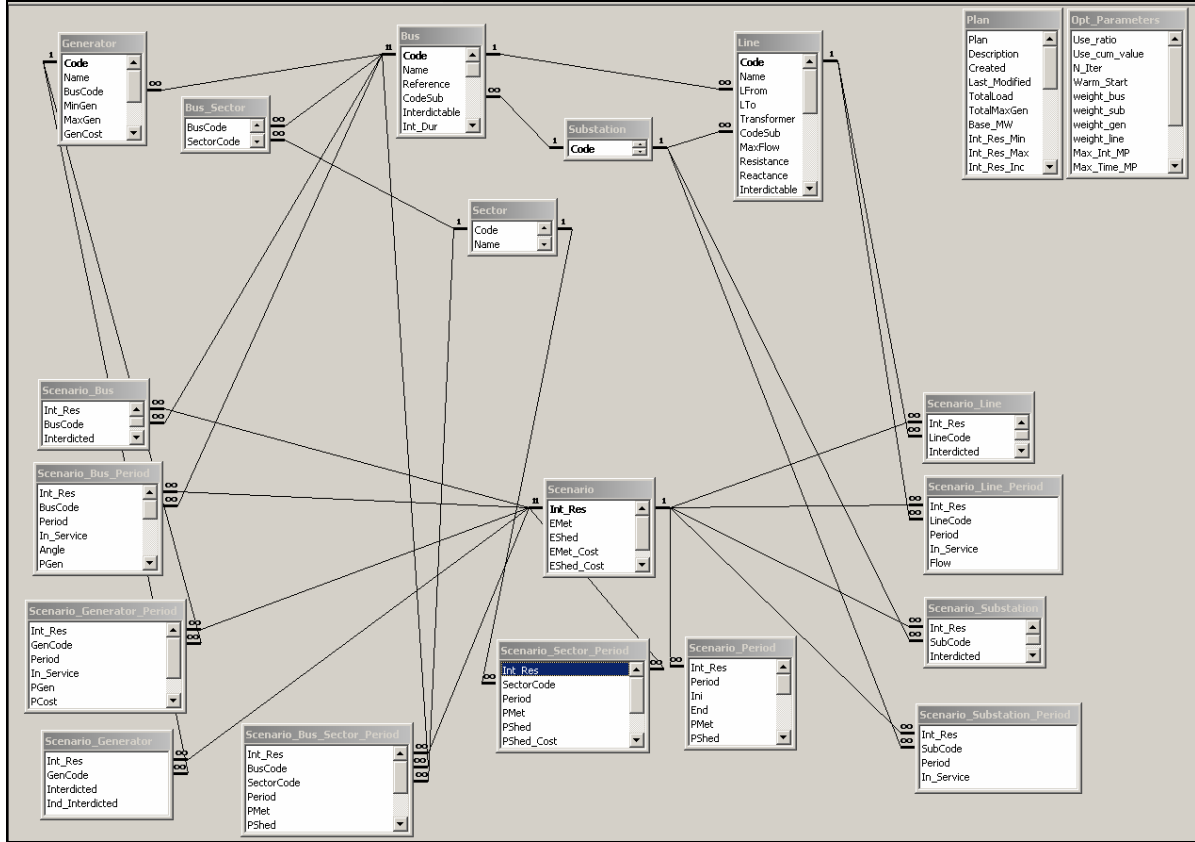 Generator
Code
Name
BusCode
MinGen
MaxGen
GenCost
Bus_Sector
BusCode
SectorCode
Bus
Code
Name
Reference
CodeSub
Interdictable
Int_Dur
Substation
Code
Line
Code
Name
LFrom
LTo
Transformer
CodeSub
MaxFlow
Resistance
Reactance
Interdictable
Plan
Plan
Description
Created
Last_Modified
TotalLoad
TotalMaxGen
Base_MW
Int_Res_Min
Int_Res_Max
Int_Res_Inc
Opt_Parameters
Use_ratio
Use_cum_value
N_Iter
Warm_Start
weight_bus
weight_sub
weight_gen
weight_line
Max_Int_MP
Max_Time_MP
Sector
Code
Name
Scenario_Bus
Int_Res
BusCode
Interdicted
Scenario_Bus_Period
Int_Res
BusCode
Period
In_Service
Angle
PGen
Scenario_Generator_Period
Int_Res
GenCode
Period
In_Service
PGen
PCost
Scenario_Generator
Int_Res
GenCode
Interdicted
Ind_Interdicted
Scenario_Bus_Sector_Period
Int_Res
BusCode
SectorCode
Period
PMet
PShed
Scenario
Int_Res
EMet
EShed
EMet_Cost
EShed_Cost
Scenario_Sector_Period
Int_Res
SectorCode
Period
PMet
PShed
PShed_Cost
Scenario_Period
Int_Res
Period
Ini
End
PMet
PShed
Scenario_Line
Int_Res
LineCode
Interdicted
Scenario_Line_Period
Int_Res
LineCode
Period
In_Service
Flow
Scenario_Substation
Int_Res
SubCode
Interdicted
Scenario_Substation_Period
Int_Res
SubCode
Period
In_Service